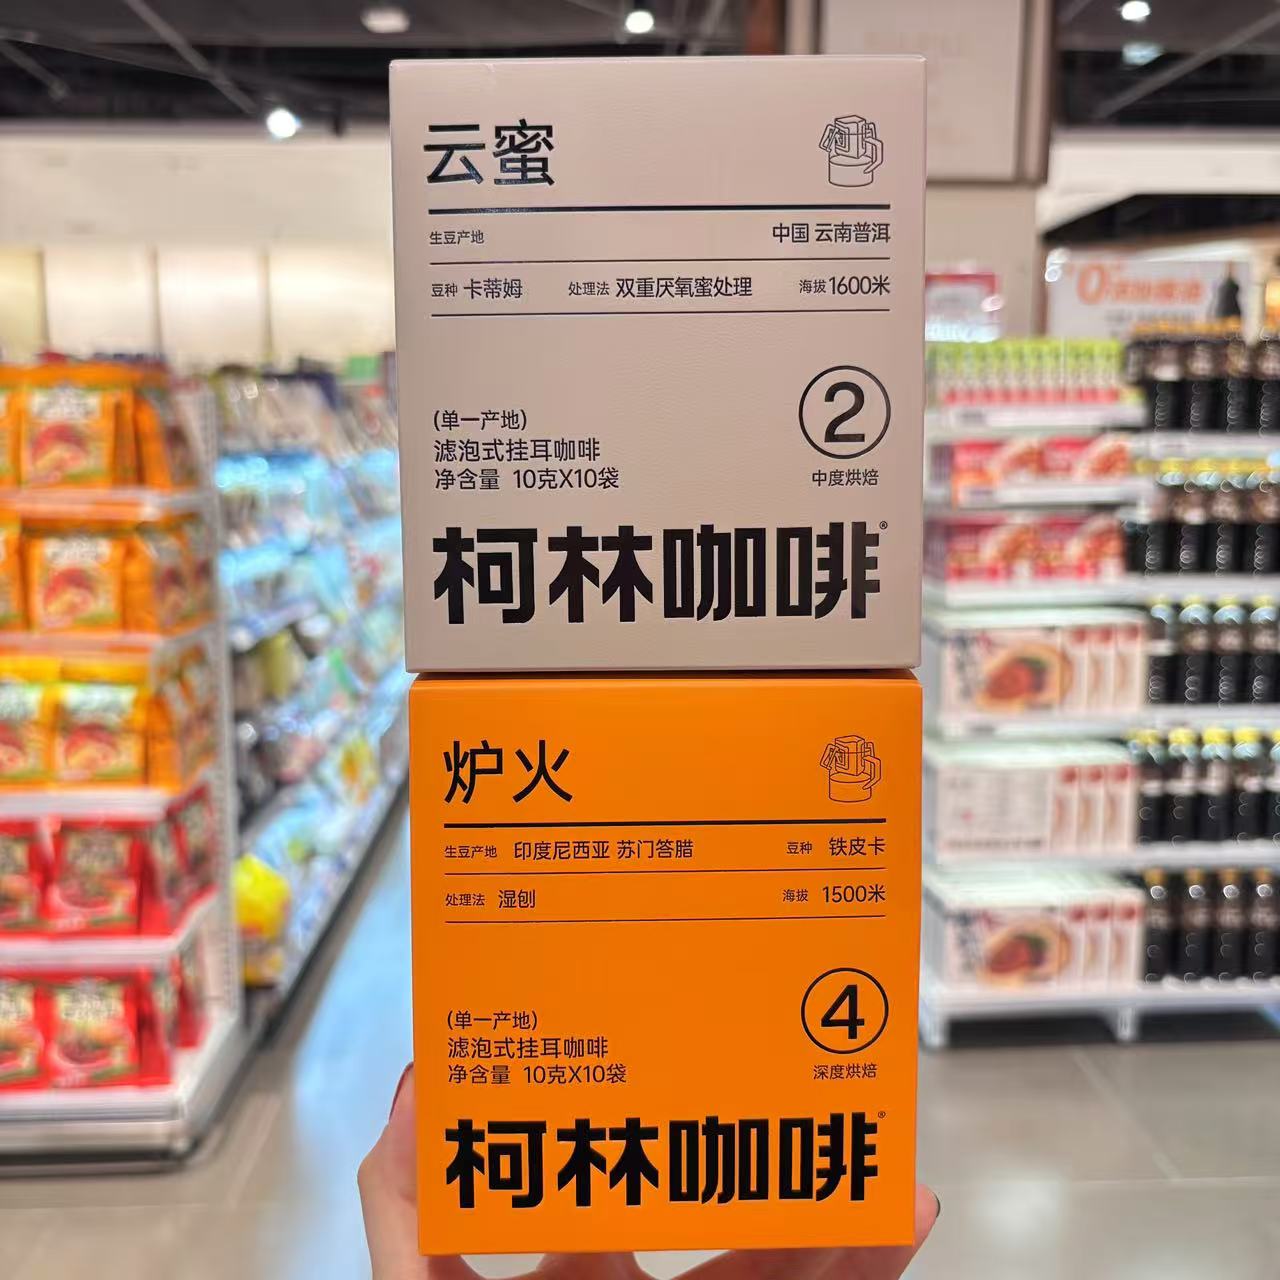 云蜜
生豆产地 中国 云南普洱
豆种 卡蒂姆 处理法 双重厌氧蜜处理 海拔1600米
2
中度烘焙
(单一产地)
滤泡式挂耳咖啡
净含量 10克X10袋
柯林咖啡®
炉火
生豆产地 印度尼西亚 苏门答腊 豆种 铁皮卡
处理法 湿刨 海拔 1500米
4
深度烘焙
(单一产地)
滤泡式挂耳咖啡
净含量 10克X10袋
柯林咖啡®